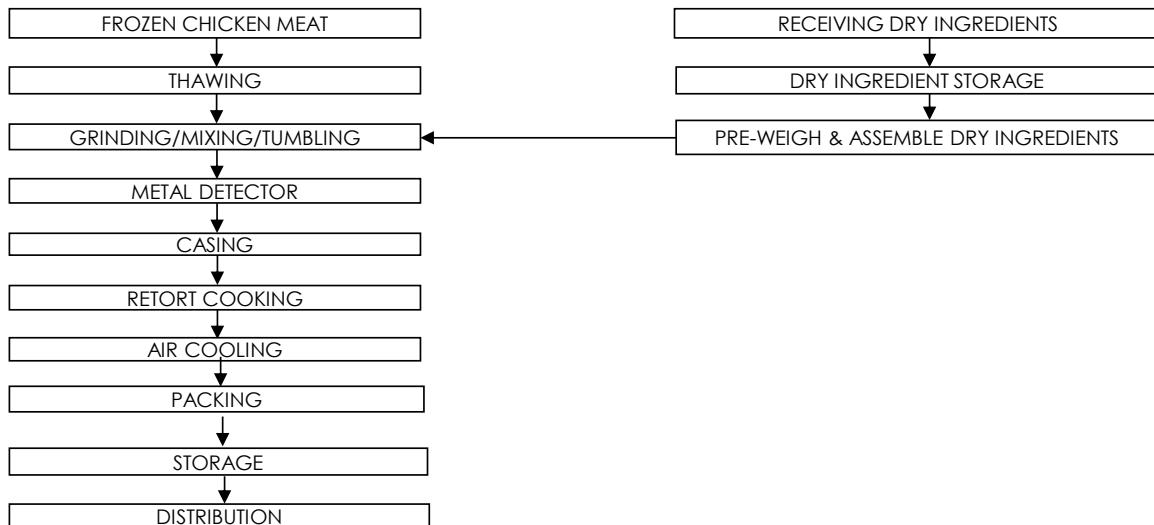 FROZEN CHICKEN MEAT
THAWING
GRINDING/MIXING/TUMBLING
METAL DETECTOR
CASING
RETORT COOKING
AIR COOLING
PACKING
STORAGE
DISTRIBUTION
RECEIVING DRY INGREDIENTS
DRY INGREDIENT STORAGE
PRE-WEIGH & ASSEMBLE DRY INGREDIENTS